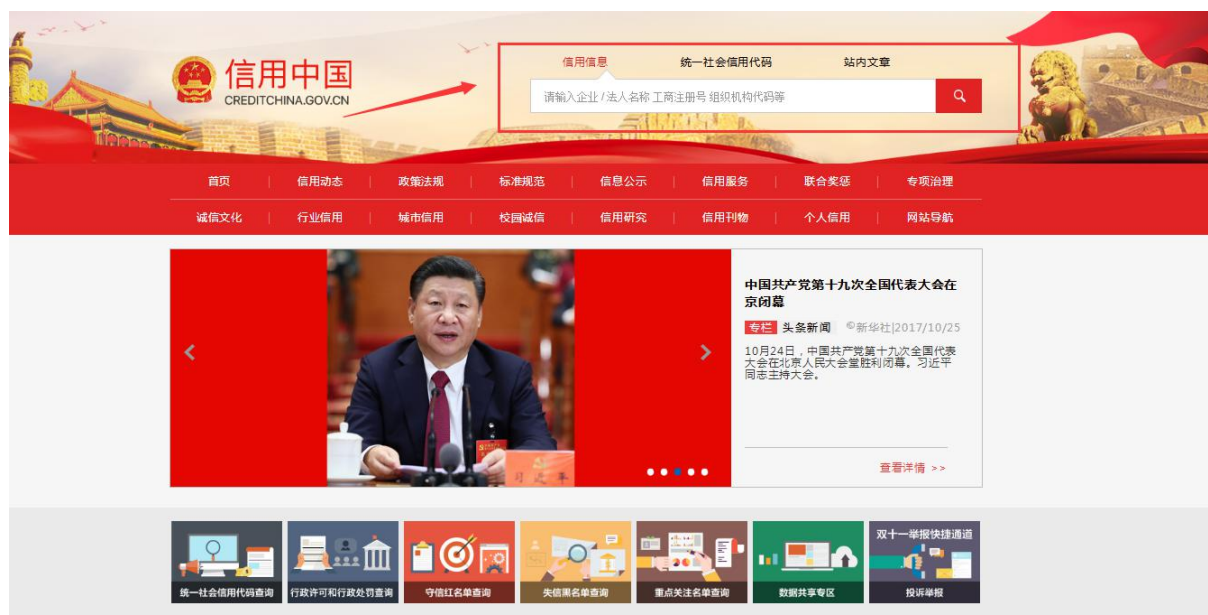 信用中国
CREDITCHINA.GOV.CN
信用信息 统一社会信用代码 站内文章
请输入企业/法人名称 工商注册号 组织机构代码等
首页 信用动态 政策法规 标准规范 信息公示 信用服务 联合奖惩 专项治理
诚信文化 行业信用 城市信用 校园诚信 信用研究 信用刊物 个人信用 网站导航
中国共产党第十九次全国代表大会在
京闭幕
专栏 头条新闻 ©新华社|2017/10/25
10月24日，中国共产党第十九次全国代表
大会在北京人民大会堂胜利闭幕。习近平
同志主持大会。
习近平
查看详情 >>
双十一举报快捷通道
统一社会信用代码查询 行政许可和行政处罚查询 守信红名单查询 失信黑名单查询 重点关注名单查询 数据共享专区 投诉举报